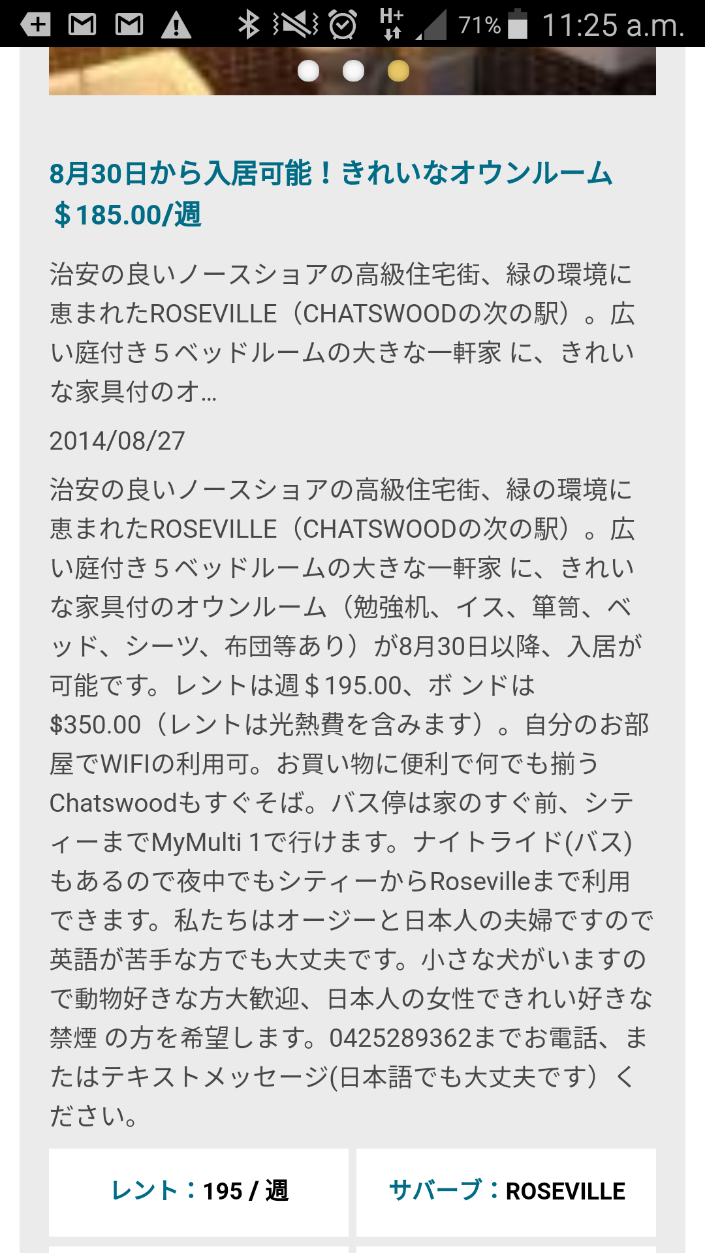 H+
71%
11:25 a.m.
8月30日から入居可能！きれいなオウンルーム
＄185.00/週
治安の良いノースショアの高級住宅街、緑の環境に
恵まれたROSEVILLE（CHATSWOODの次の駅）。広
い庭付き５ベッドルームの大きな一軒家 に、きれい
な家具付のオ...
2014/08/27
治安の良いノースショアの高級住宅街、緑の環境に
恵まれたROSEVILLE（CHATSWOODの次の駅）。広
い庭付き５ベッドルームの大きな一軒家 に、きれい
な家具付のオウンルーム（勉強机、イス、箪笥、ベ
ッド、シーツ、布団等あり）が8月30日以降、入居が
可能です。レントは週＄195.00、ボ ンドは
$350.00（レントは光熱費を含みます）。自分のお部
屋でWIFIの利用可。お買い物に便利で何でも揃う
Chatswoodもすぐそば。バス停は家のすぐ前、シテ
ィーまでMyMulti 1で行けます。ナイトライド(バス)
もあるので夜中でもシティーからRosevilleまで利用
できます。私たちはオージーと日本人の夫婦ですので
英語が苦手な方でも大丈夫です。小さな犬がいますの
で動物好きな方大歓迎、日本人の女性できれい好きな
禁煙 の方を希望します。0425289362までお電話、ま
たはテキストメッセージ(日本語でも大丈夫です）く
ださい。
レント：195 / 週
サバーブ：ROSEVILLE